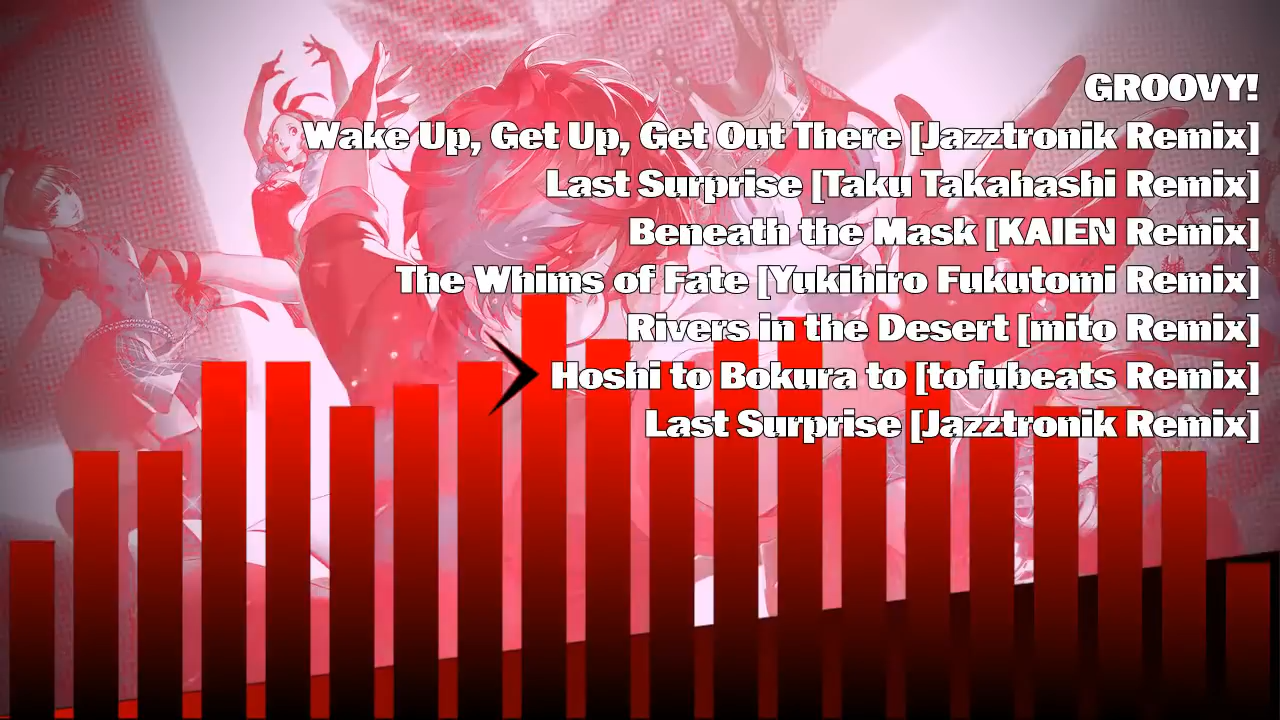 GROOVY!
Wake Up, Get Up, Get Out There [Jazztronik Remix]
Last Surprise [Taku Takahashi Remix]
Beneath the Mask [KAIEN Remix]
The Whims of Fate [Yukihiro Fukutomi Remix]
Rivers in the Desert [mito Remix]
Hoshi to Bokura to [tofubeats Remix]
Last Surprise [Jazztronik Remix]